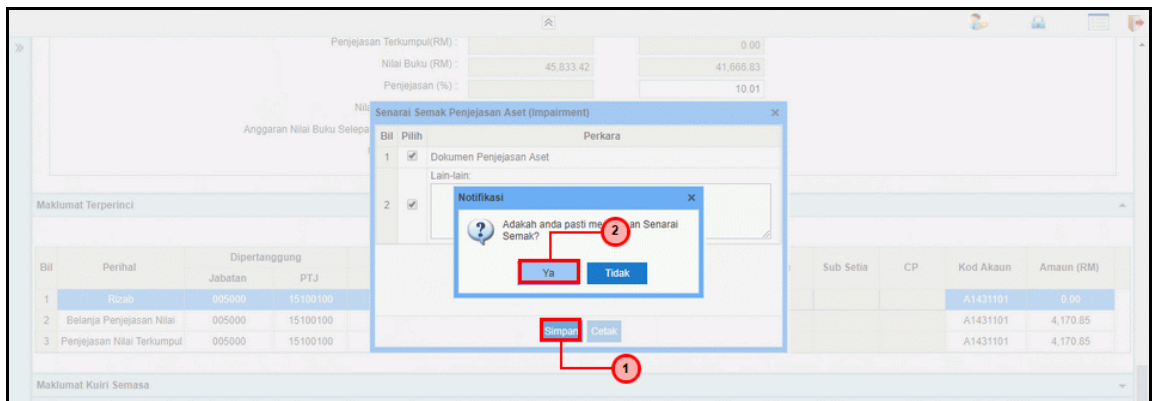 Penjejasan Terkumpul(RM) : 0.00
Nilai Buku (RM) : 45,833.42 41,666.83
Penjejasan (%) : 10.01
Anggaran Nilai Buku Selepa
Senarai Semak Penjejasan Aset (Impairment) ×
Bil Pilih Perkara
1 Dokumen Penjejasan Aset
2 Lain-lain:
Notifikasi ×
Adakah anda pasti Senarai
Semak?
2
Ya Tidak
Simpan Cetak
1
Maklumat Terperinci
Bil Perihal Dipertanggung Sub Setia CP Kod Akaun Amaun (RM)
Jabatan PTJ
1 Rizab 005000 15100100 A1431101 0.00
2 Belanja Penjejasan Nilai 005000 15100100 A1431101 4,170.85
3 Penjejasan Nilai Terkumpul 005000 15100100 A1431101 4,170.85
Maklumat Kuiri Semasa